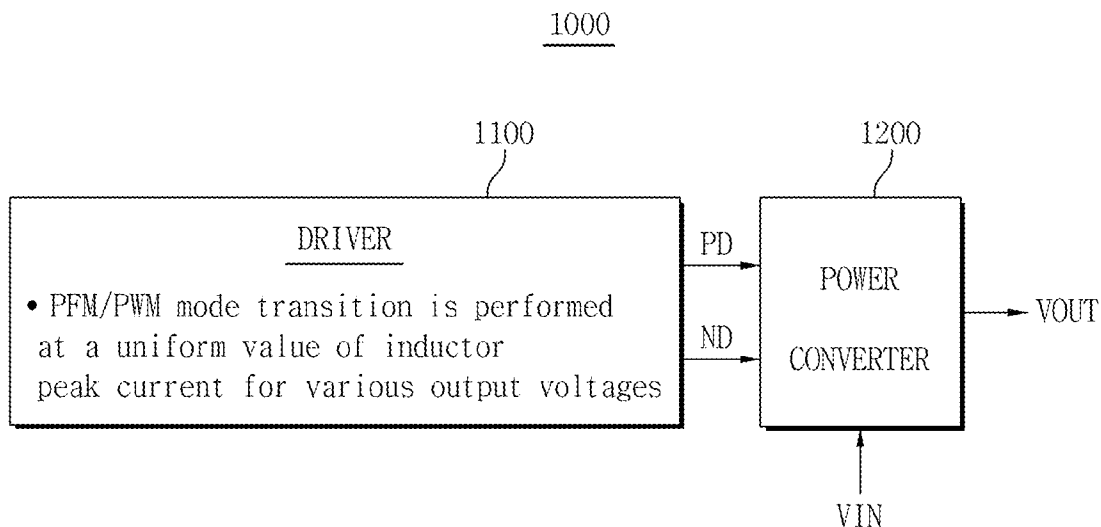 1000
1100
1200
DRIVER
• PFM/PWM mode transition is performed
at a uniform value of inductor
peak current for various output voltages
PD
ND
POWER
CONVERTER
VOUT
VIN